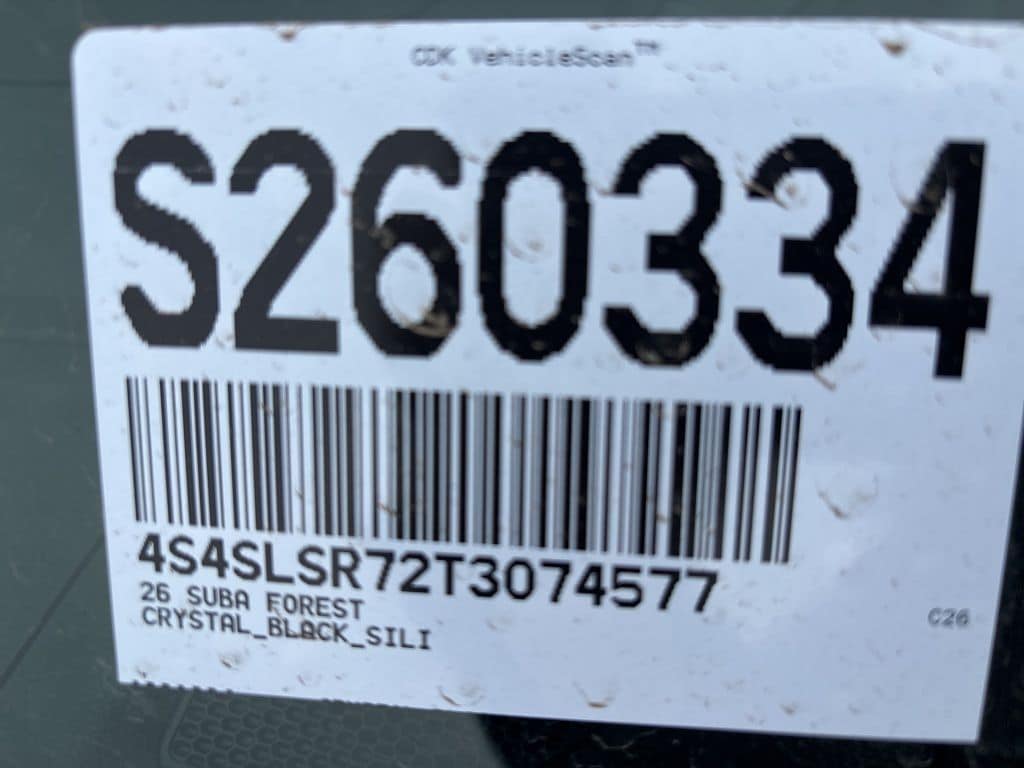 CDK VehicleScan™
S260334
4S4SLSR72T3074577
26 SUBA FOREST
CRYSTAL_BLACK_SILI
C26